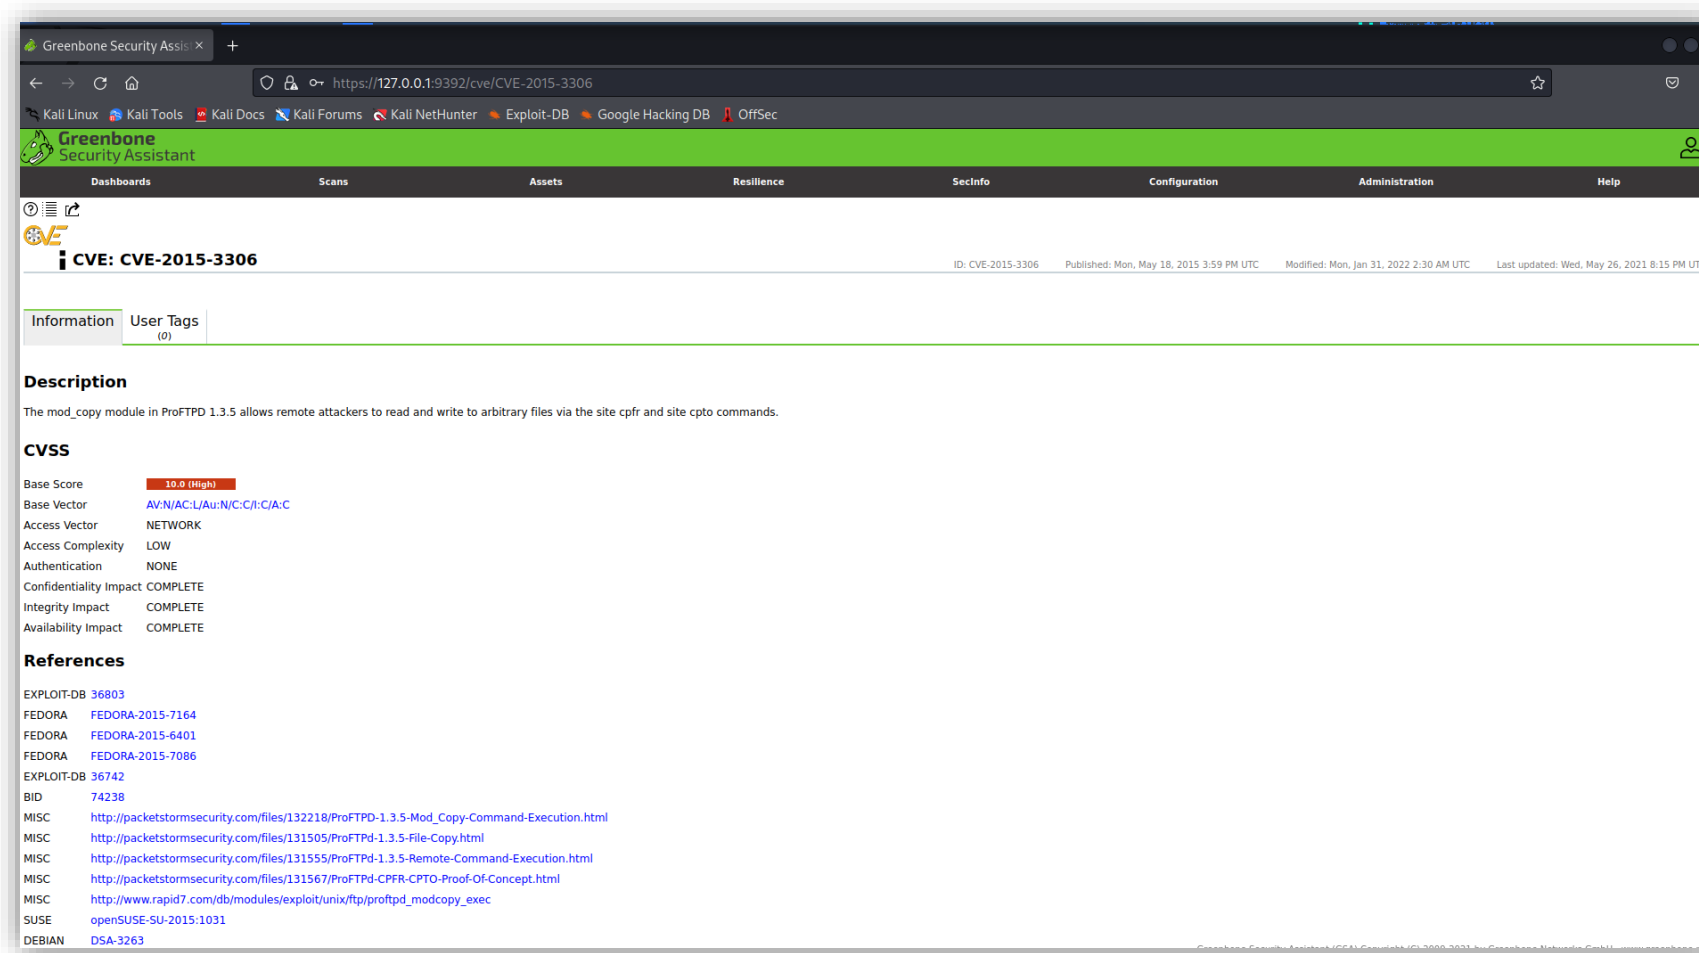 Greenbone Security Assis
https://127.0.0.1:9392/cve/CVE-2015-3306
Kali Linux Kali Tools Kali Docs Kali Forums Kali NetHunter Exploit-DB Google Hacking DB OffSec
Greenbone
Security Assistant
Dashboards Scans Assets Resilience SecInfo Configuration Administration Help
CVE
CVE: CVE-2015-3306
ID: CVE-2015-3306 Published: Mon, May 18, 2015 3:59 PM UTC Modified: Mon, Jan 31, 2022 2:30 AM UTC Last updated: Wed, May 26, 2021 8:15 PM UT
Information User Tags
(0)
Description
The mod_copy module in ProFTPD 1.3.5 allows remote attackers to read and write to arbitrary files via the site cpfr and site cpto commands.
CVSS
Base Score 10.0 (High)
Base Vector AV:N/AC:L/Au:N/C:C/I:C/A:C
Access Vector NETWORK
Access Complexity LOW
Authentication NONE
Confidentiality Impact COMPLETE
Integrity Impact COMPLETE
Availability Impact COMPLETE
References
EXPLOIT-DB 36803
FEDORA FEDORA-2015-7164
FEDORA FEDORA-2015-6401
FEDORA FEDORA-2015-7086
EXPLOIT-DB 36742
BID 74238
MISC http://packetstormsecurity.com/files/132218/ProFTPD-1.3.5-Mod_Copy-Command-Execution.html
MISC http://packetstormsecurity.com/files/131505/ProFTPd-1.3.5-File-Copy.html
MISC http://packetstormsecurity.com/files/131555/ProFTPd-1.3.5-Remote-Command-Execution.html
MISC http://packetstormsecurity.com/files/131567/ProFTPd-CPFR-CPTO-Proof-Of-Concept.html
MISC http://www.rapid7.com/db/modules/exploit/unix/ftp/proftpd_modcopy_exec
SUSE openSUSE-SU-2015:1031
DEBIAN DSA-3263